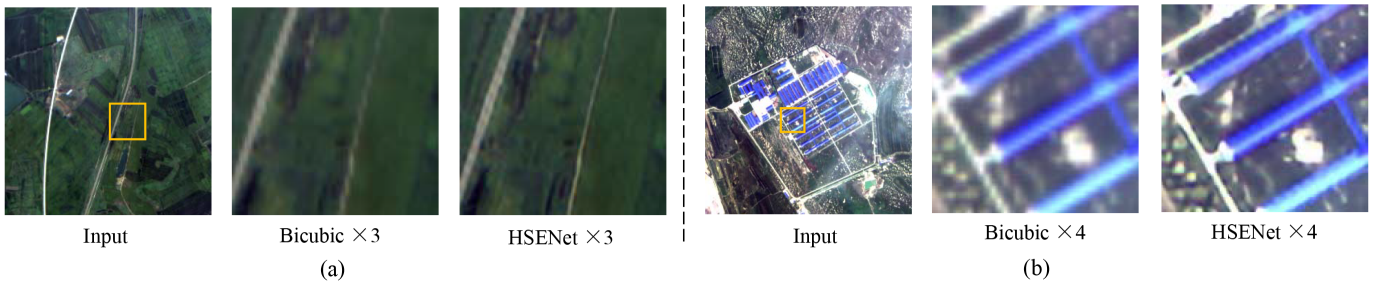 Input
Bicubic ×3
HSENet ×3
(a)
Input
Bicubic ×4
HSENet ×4
(b)